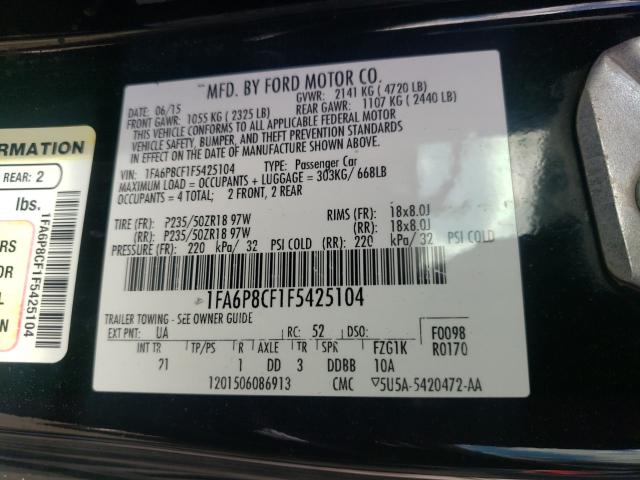 MFD. BY FORD MOTOR CO.
DATE: 06/15 GVWR: 2141 KG ( 4720 LB)
FRONT GAWR: 1055 KG ( 2325 LB) REAR GAWR: 1107 KG ( 2440 LB)
THIS VEHICLE CONFORMS TO ALL APPLICABLE FEDERAL MOTOR
VEHICLE SAFETY, BUMPER, AND THEFT PREVENTION STANDARDS
IN EFFECT ON THE DATE OF MANUFACTURE SHOWN ABOVE.
VIN: 1FA6P8CF1F5425104 TYPE: Passenger Car
MAXIMUM LOAD = OCCUPANTS + LUGGAGE = 303KG/ 668LB
OCCUPANTS = 4 TOTAL; 2 FRONT, 2 REAR
TIRE (FR): P235/50ZR18 97W RIMS (FR): 18x8.0J
(RR): P235/50ZR18 97W (RR): 18x8.0J
PRESSURE (FR): 220 kPa/ 32 PSI COLD (RR): 220 kPa/ 32 PSI COLD
1FA6P8CF1F5425104
TRAILER TOWING - SEE OWNER GUIDE
EXT PNT: UA RC: 52 DSO: F0098
INT TR TP/PS R AXLE TR SPR FZG1K R0170
21 1 DD 3 DDBB 10A
1201506086913 CMC 5U5A-5420472-AA
RMATION
REAR: 2
lbs.
ERS
OR
L
S
1FA6P8CF1F5425104